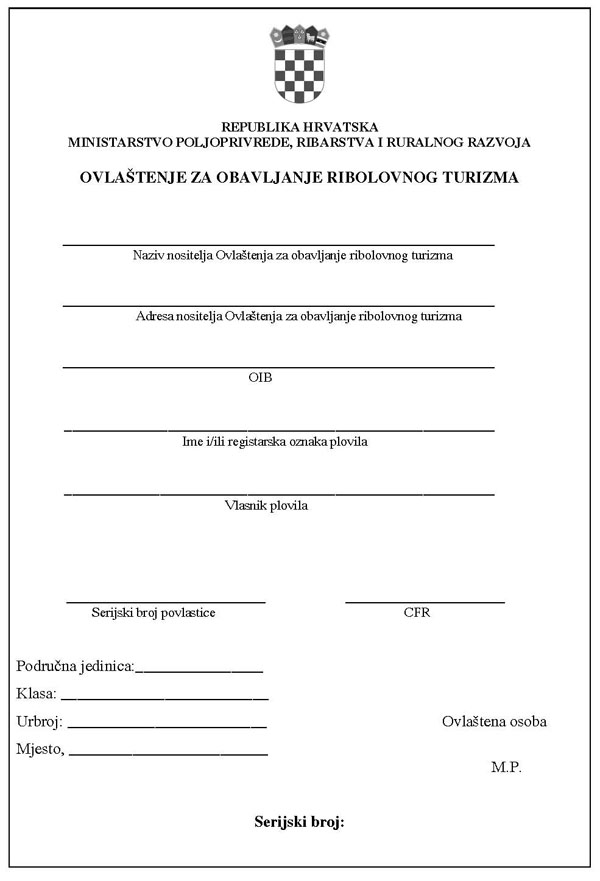 REPUBLIKA HRVATSKA
MINISTARSTVO POLJOPRIVREDE, RIBARSTVA I RURALNOG RAZVOJA
OVLAŠTENJE ZA OBAVLJANJE RIBOLOVNOG TURIZMA
Naziv nositelja Ovlaštenja za obavljanje ribolovnog turizma
Adresa nositelja Ovlaštenja za obavljanje ribolovnog turizma
OIB
Ime i/ili registarska oznaka plovila
Vlasnik plovila
Serijski broj povlastice CFR
Područna jedinica:
Klasa:
Urbroj: Ovlaštena osoba
Mjesto,
M.P.
Serijski broj: